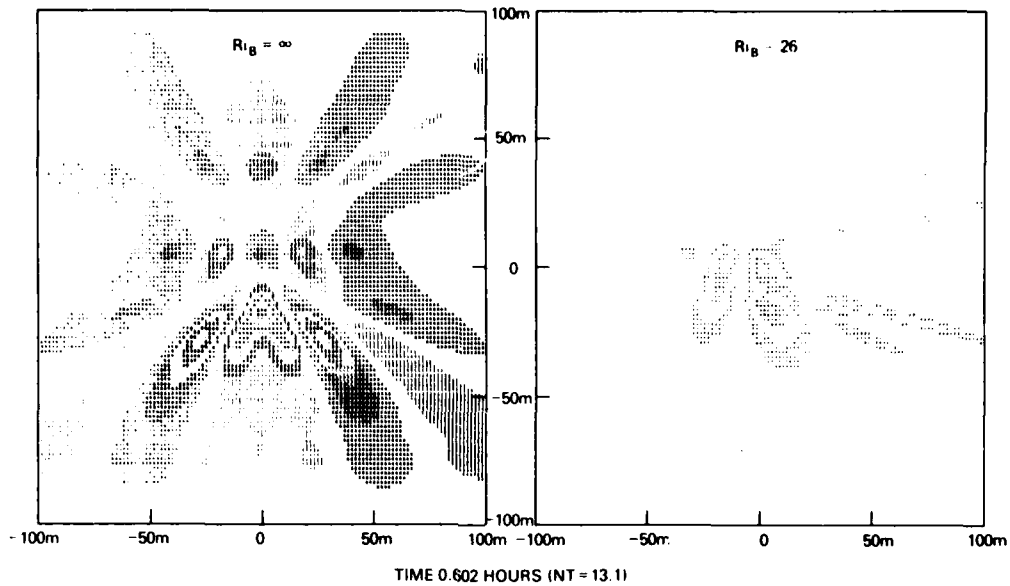 100m
Ri_B = ∞
Ri_B - 26
50m
0
-50m
-100m
-100m -50m 0 50m 100m -100m -50m 0 50m 100m
TIME 0.602 HOURS (NT = 13.1)